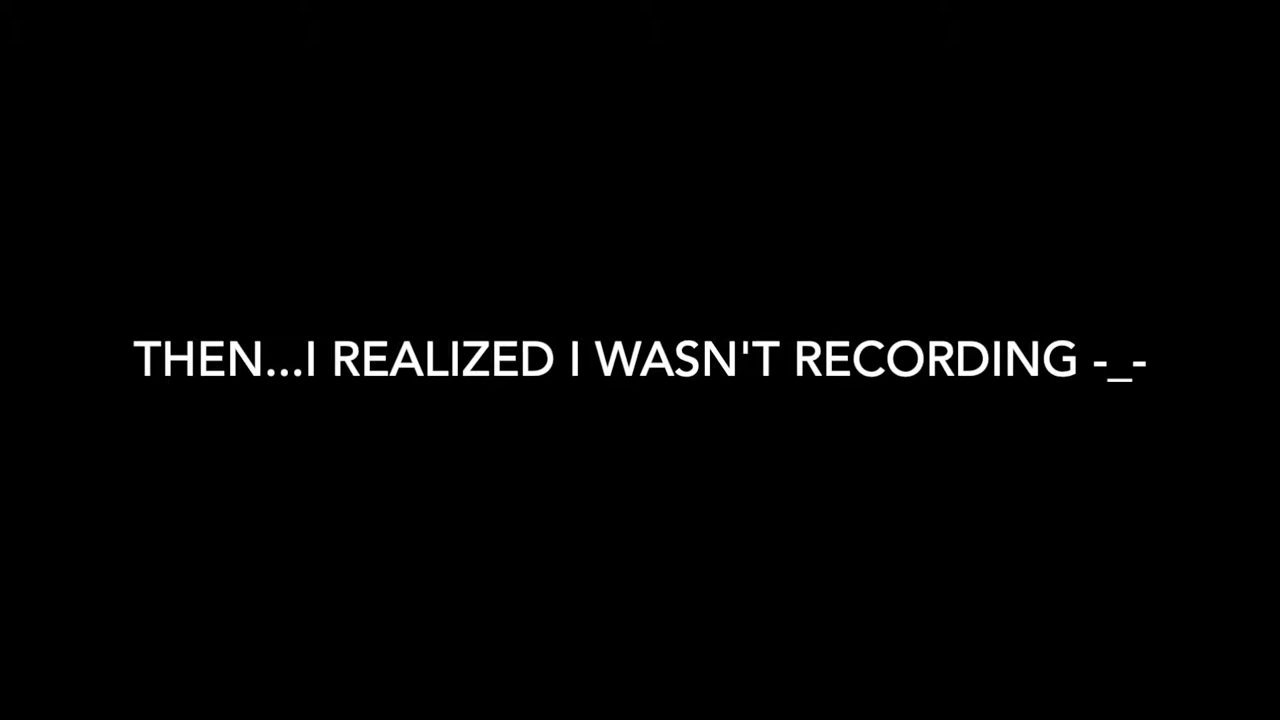 THEN...I REALIZED I WASN'T RECORDING -_-